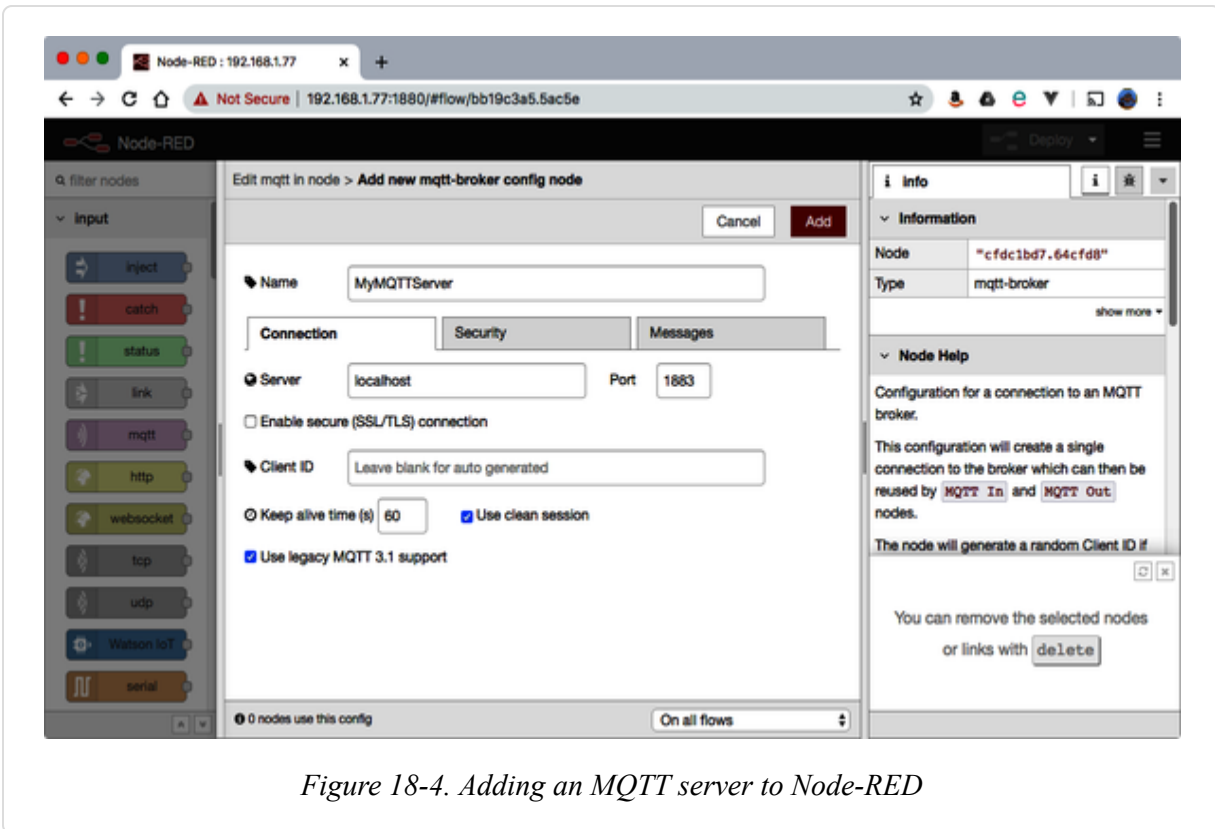 Node-RED : 192.168.1.77
Not Secure | 192.168.1.77:1880/#flow/bb19c3a5.5ac5e
Node-RED
Deploy
filter nodes
input
inject
catch
status
link
mqtt
http
websocket
tcp
udp
Watson IoT
serial
Edit mqtt in node > Add new mqtt-broker config node
Cancel Add
Name MyMQTTServer
Connection Security Messages
Server localhost Port 1883
Enable secure (SSL/TLS) connection
Client ID Leave blank for auto generated
Keep alive time (s) 60 Use clean session
Use legacy MQTT 3.1 support
0 nodes use this config On all flows
i info i
Information
Node "cfdc1bd7.64cfd8"
Type mqtt-broker
show more
Node Help
Configuration for a connection to an MQTT
broker.
This configuration will create a single
connection to the broker which can then be
reused by MQTT In and MQTT Out
nodes.
The node will generate a random Client ID if
You can remove the selected nodes
or links with delete
Figure 18-4. Adding an MQTT server to Node-RED